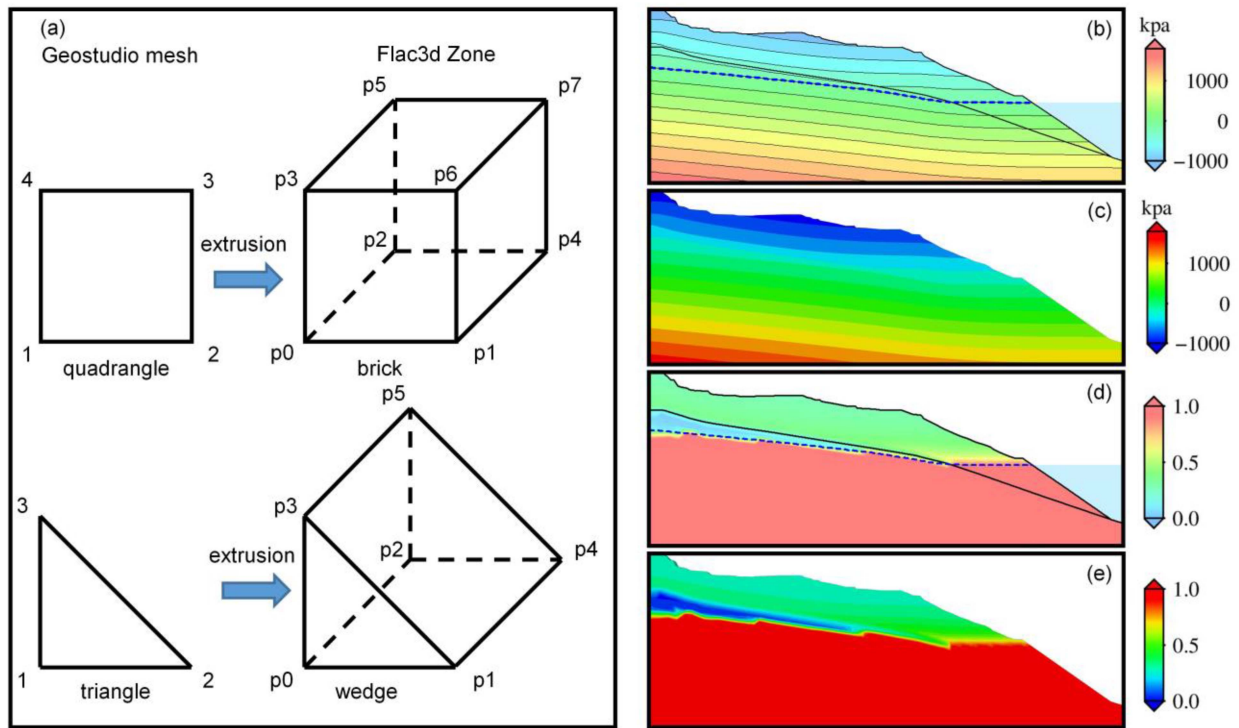 (a)
Geostudio mesh
Flac3d Zone
p5
p7
4
3
p3
p6
extrusion
p2
p4
1
2
p0
p1
quadrangle
brick
p5
3
p3
extrusion
p2
p4
1
2
p0
p1
triangle
wedge
(b)
kpa
1000
0
−1000
(c)
kpa
1000
0
−1000
(d)
1.0
0.5
0.0
(e)
1.0
0.5
0.0